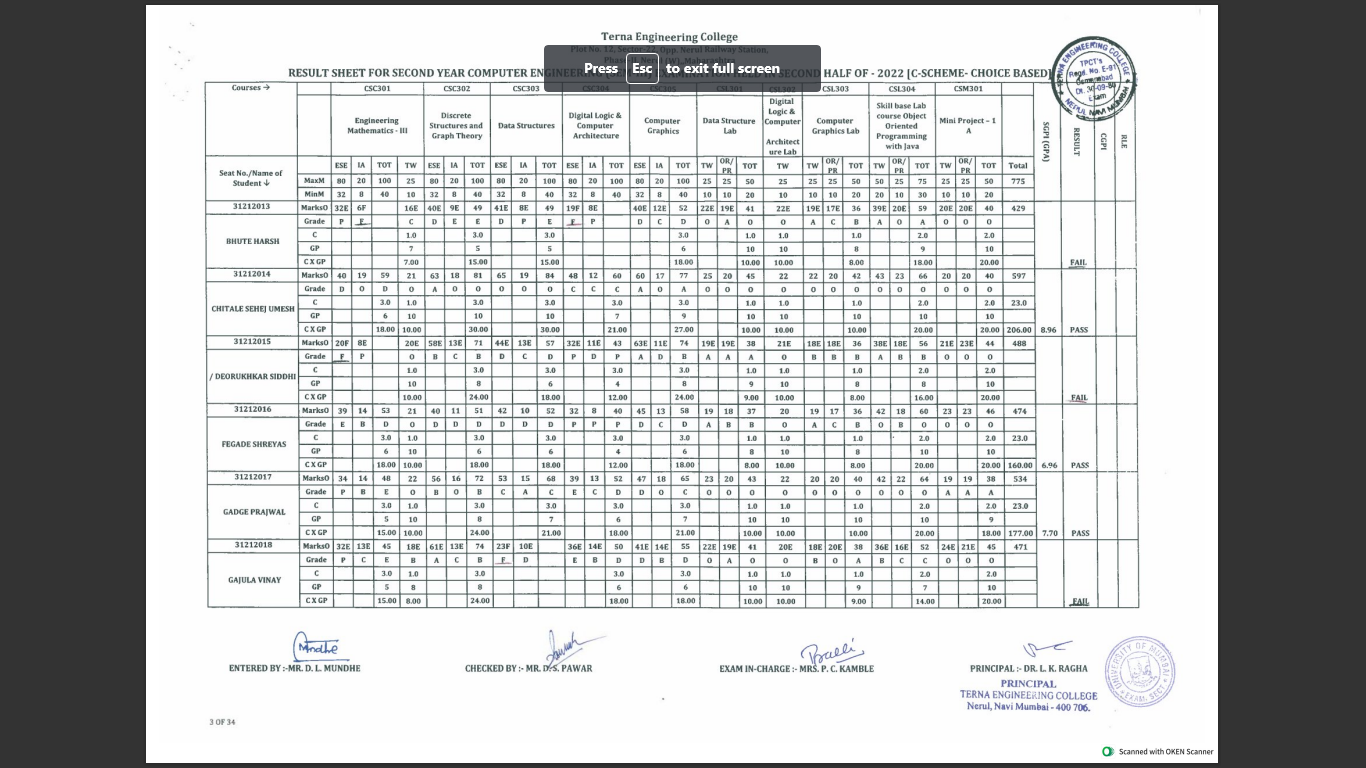 Terna Engineering College
Plot No. 12, Sector-22, Opp. Nerul Railway Station,
Press Esc to exit full screen
RESULT SHEET FOR SECOND YEAR COMPUTER ENGINEERING HELD IN SECOND HALF OF - 2022 [C-SCHEME- CHOICE BASED]
Courses → CSC301 CSC302 CSC303 CSC304 CSC305 CSL301 CSL302 CSL303 CSL304 CSM301
Engineering Mathematics - III
Discrete Structures and Graph Theory
Data Structures
Digital Logic & Computer Architecture
Computer Graphics
Data Structure Lab
Digital Logic & Computer Architect ure Lab
Computer Graphics Lab
Skill base Lab course Object Oriented Programming with Java
Mini Project – 1 A
SGPI (GPA) RESULT CGPI RLE
Seat No./Name of Student ↓
ESE IA TOT TW ESE IA TOT ESE IA TOT ESE IA TOT ESE IA TOT TW OR/PR TOT TW TW OR/PR TOT TW OR/PR TOT TW OR/PR TOT Total
MaxM 80 20 100 25 80 20 100 80 20 100 80 20 100 80 20 100 25 25 50 25 25 25 50 50 25 75 25 25 50 775
MinM 32 8 40 10 32 8 40 32 8 40 32 8 40 32 8 40 10 10 20 10 10 10 20 20 10 30 10 10 20
31212013 MarksO 32E 6F 16E 40E 9E 49 41E 8E 49 19F 8E 40E 12E 52 22E 19E 41 22E 19E 17E 36 39E 20E 59 20E 20E 40 429
Grade P F C D E E D P E F P D C D O A O O A C B A O A O O O
BHUTE HARSH
C 1.0 3.0 3.0 3.0 1.0 1.0 1.0 2.0 2.0
GP 7 5 5 6 10 10 8 9 10
C X GP 7.00 15.00 15.00 18.00 10.00 10.00 8.00 18.00 20.00 FAIL
31212014 MarksO 40 19 59 21 63 18 81 65 19 84 48 12 60 60 17 77 25 20 45 22 22 20 42 43 23 66 20 20 40 597
Grade D O D O A O O O O O C C C A O A O O O O O O O O O O O O O
CHITALE SEHEJ UMESH
C 3.0 1.0 3.0 3.0 3.0 3.0 1.0 1.0 1.0 2.0 2.0 23.0
GP 6 10 10 10 7 9 10 10 10 10 10
C X GP 18.00 10.00 30.00 30.00 21.00 27.00 10.00 10.00 10.00 20.00 20.00 206.00 8.96 PASS
31212015 MarksO 20F 8E 20E 58E 13E 71 44E 13E 57 32E 11E 43 63E 11E 74 19E 19E 38 21E 18E 18E 36 38E 18E 56 21E 23E 44 488
Grade F P O B C B D C D P D P A D B A A A O B B B A B B O O O
/ DEORUKHKAR SIDDHI
C 1.0 3.0 3.0 3.0 3.0 1.0 1.0 1.0 2.0 2.0
GP 10 8 6 4 8 9 10 8 8 10
C X GP 10.00 24.00 18.00 12.00 24.00 9.00 10.00 8.00 16.00 20.00 FAIL
31212016 MarksO 39 14 53 21 40 11 51 42 10 52 32 8 40 45 13 58 19 18 37 20 19 17 36 42 18 60 23 23 46 474
Grade E B D O D D D D D D P P P D C D A B B O A C B O B O O O O
FEGADE SHREYAS
C 3.0 1.0 3.0 3.0 3.0 3.0 1.0 1.0 1.0 2.0 2.0 23.0
GP 6 10 6 6 4 6 8 10 8 10 10
C X GP 18.00 10.00 18.00 18.00 12.00 18.00 8.00 10.00 8.00 20.00 20.00 160.00 6.96 PASS
31212017 MarksO 34 14 48 22 56 16 72 53 15 68 39 13 52 47 18 65 23 20 43 22 20 20 40 42 22 64 19 19 38 534
Grade P B E O B O B C A C E C D D O C O O O O O O O O O O A A A
GADGE PRAJWAL
C 3.0 1.0 3.0 3.0 3.0 3.0 1.0 1.0 1.0 2.0 2.0 23.0
GP 5 10 8 7 6 7 10 10 10 10 9
C X GP 15.00 10.00 24.00 21.00 18.00 21.00 10.00 10.00 10.00 20.00 18.00 177.00 7.70 PASS
31212018 MarksO 32E 13E 45 18E 61E 13E 74 23F 10E 36E 14E 50 41E 14E 55 22E 19E 41 20E 18E 20E 38 36E 16E 52 24E 21E 45 471
Grade P C E B A C B F D E B D D B D O A O O B O A B C C O O O
GAJULA VINAY
C 3.0 1.0 3.0 3.0 3.0 1.0 1.0 1.0 2.0 2.0
GP 5 8 8 6 6 10 10 9 7 10
C X GP 15.00 8.00 24.00 18.00 18.00 10.00 10.00 9.00 14.00 20.00 FAIL
ENTERED BY :-MR. D. L. MUNDHE CHECKED BY :- MR. D. S. PAWAR EXAM IN-CHARGE :- MRS. P. C. KAMBLE PRINCIPAL :- DR. L. K. RAGHA
PRINCIPAL
TERNA ENGINEERING COLLEGE
Nerul, Navi Mumbai - 400 706.
UNIVERSITY OF MUMBAI
3 OF 34
Scanned with OKEN Scanner